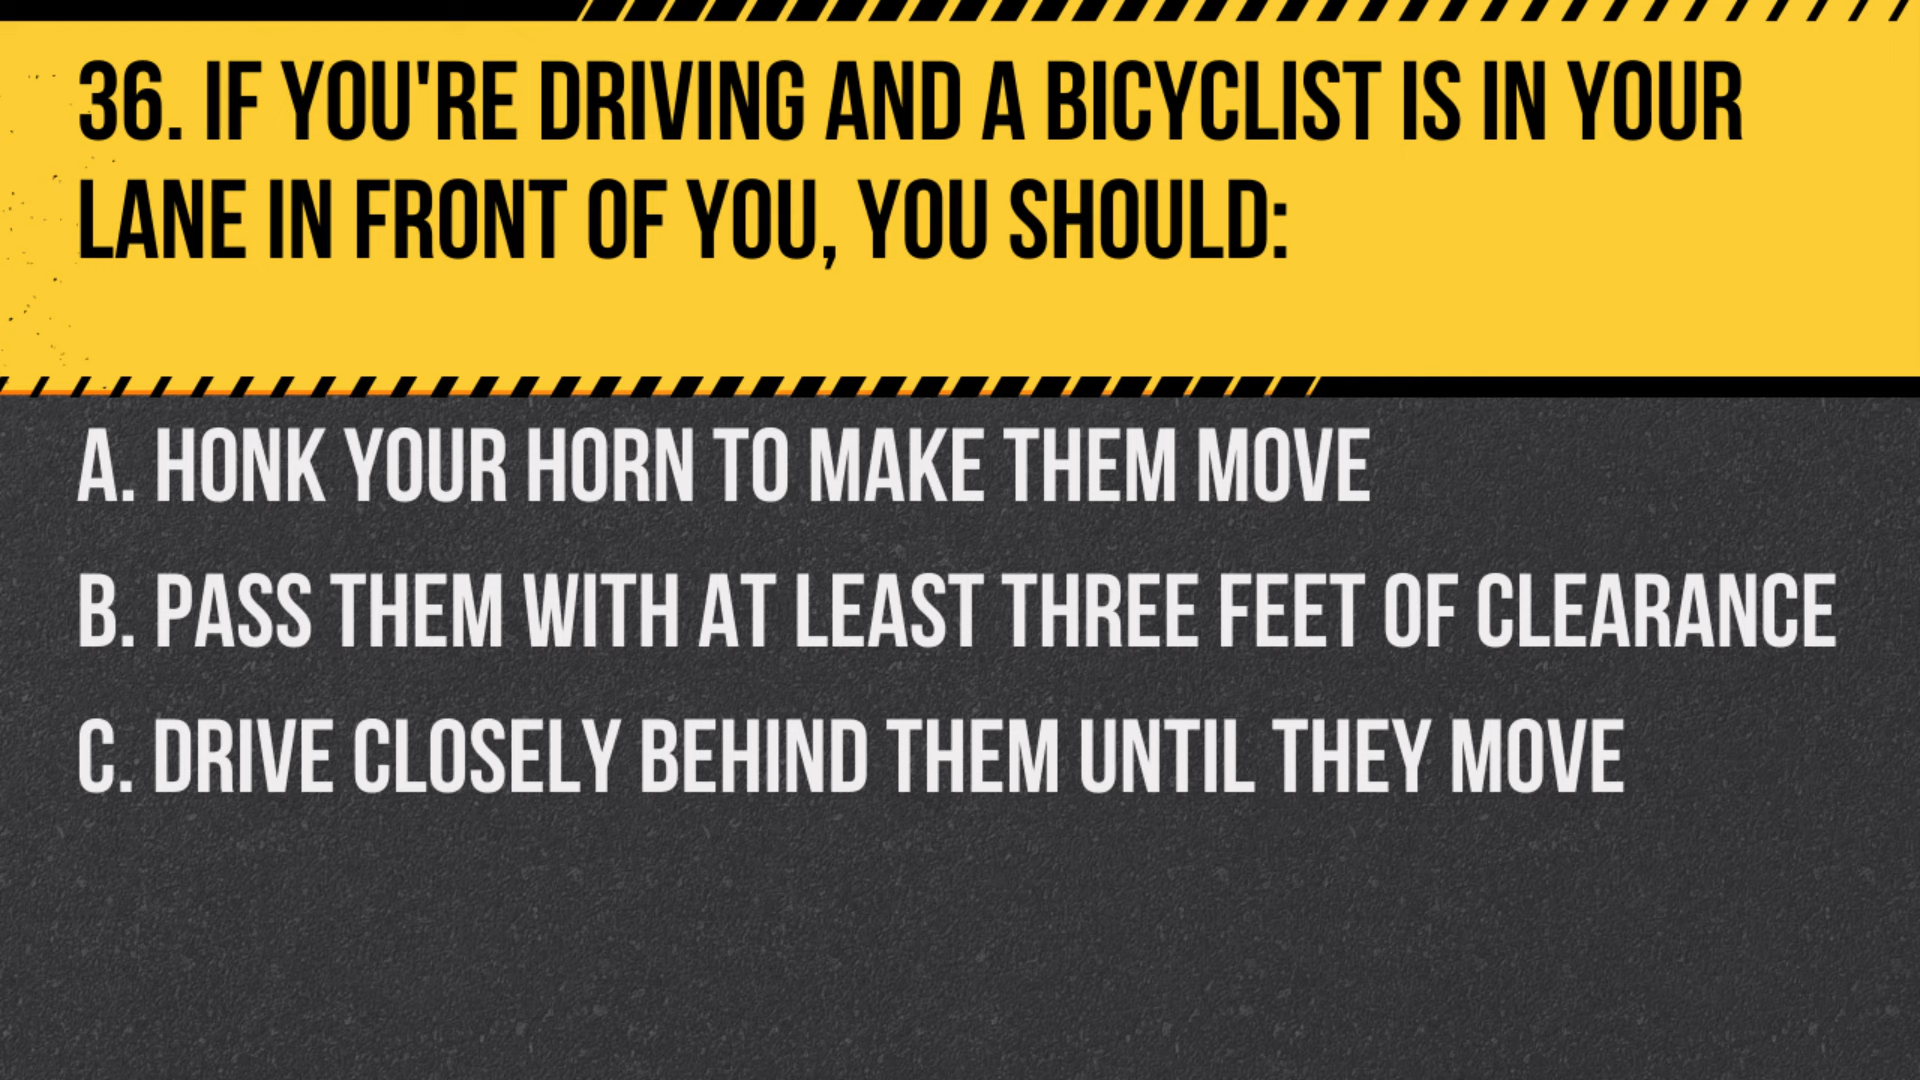 36. IF YOU'RE DRIVING AND A BICYCLIST IS IN YOUR
LANE IN FRONT OF YOU, YOU SHOULD:
A. HONK YOUR HORN TO MAKE THEM MOVE
B. PASS THEM WITH AT LEAST THREE FEET OF CLEARANCE
C. DRIVE CLOSELY BEHIND THEM UNTIL THEY MOVE